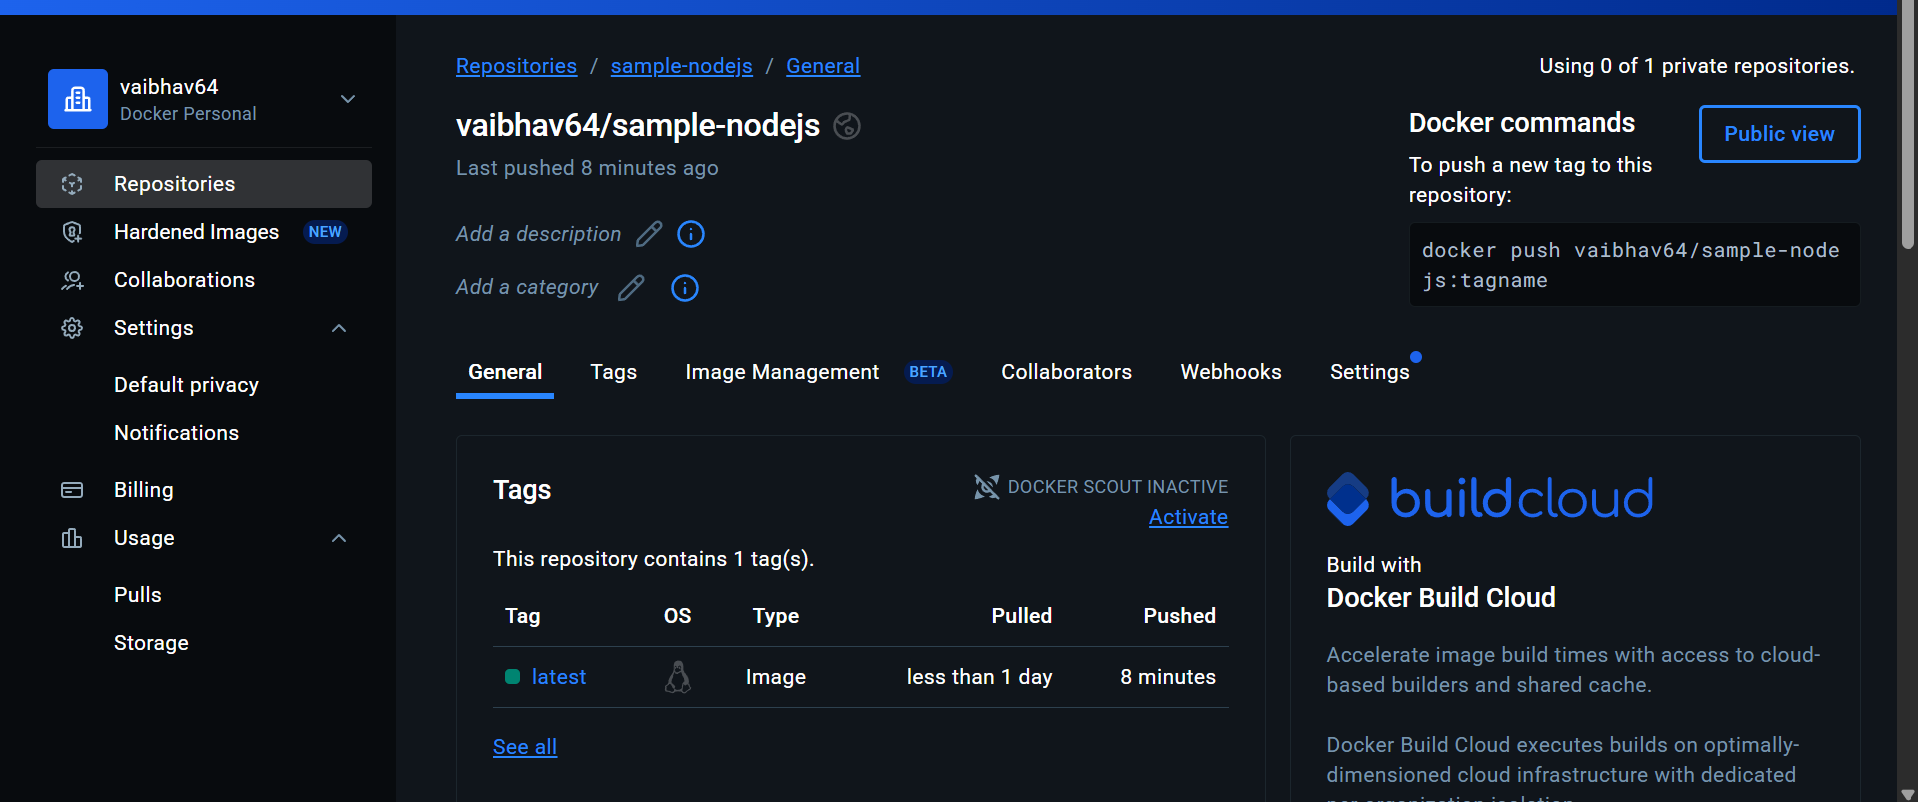 vaibhav64
Docker Personal
Repositories
Hardened Images NEW
Collaborations
Settings
Default privacy
Notifications
Billing
Usage
Pulls
Storage
Repositories / sample-nodejs / General
Using 0 of 1 private repositories.
vaibhav64/sample-nodejs
Last pushed 8 minutes ago
Add a description
Add a category
Docker commands
Public view
To push a new tag to this
repository:
docker push vaibhav64/sample-node
js:tagname
General Tags Image Management BETA Collaborators Webhooks Settings
Tags
DOCKER SCOUT INACTIVE
Activate
This repository contains 1 tag(s).
Tag OS Type Pulled Pushed
latest Image less than 1 day 8 minutes
See all
buildcloud
Build with
Docker Build Cloud
Accelerate image build times with access to cloud-
based builders and shared cache.
Docker Build Cloud executes builds on optimally-
dimensioned cloud infrastructure with dedicated